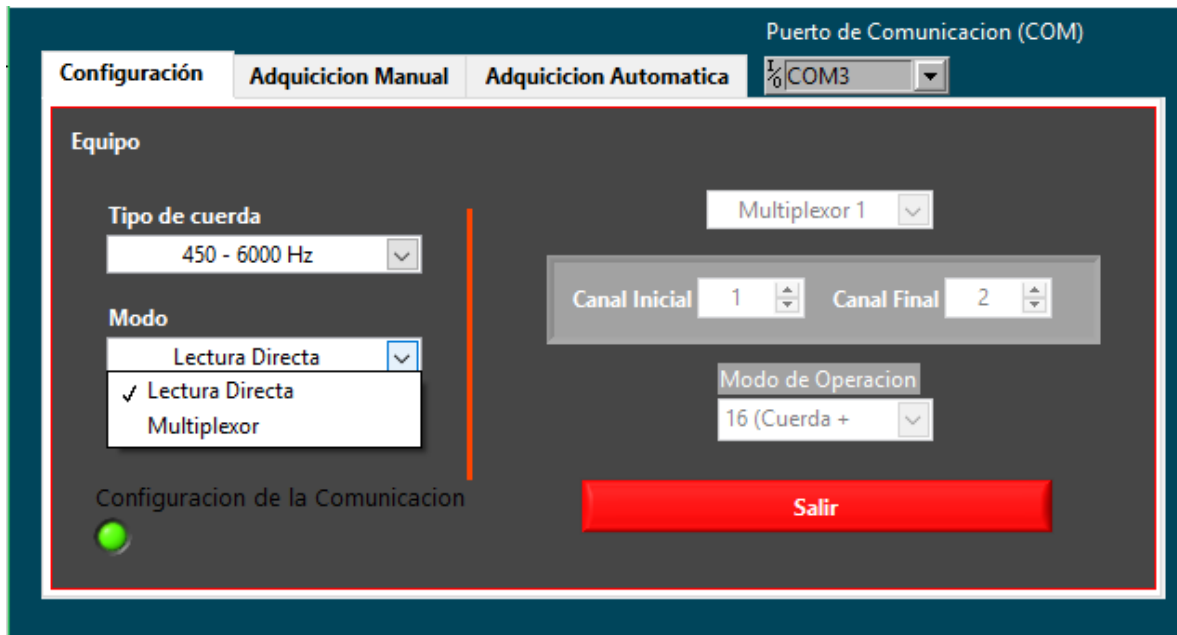 Puerto de Comunicacion (COM)
Configuración
Adquicicion Manual
Adquicicion Automatica
I/O COM3
Equipo
Tipo de cuerda
450 - 6000 Hz
Modo
Lectura Directa
✓ Lectura Directa
Multiplexor
Configuracion de la Comunicacion
Multiplexor 1
Canal Inicial 1 Canal Final 2
Modo de Operacion
16 (Cuerda +
Salir